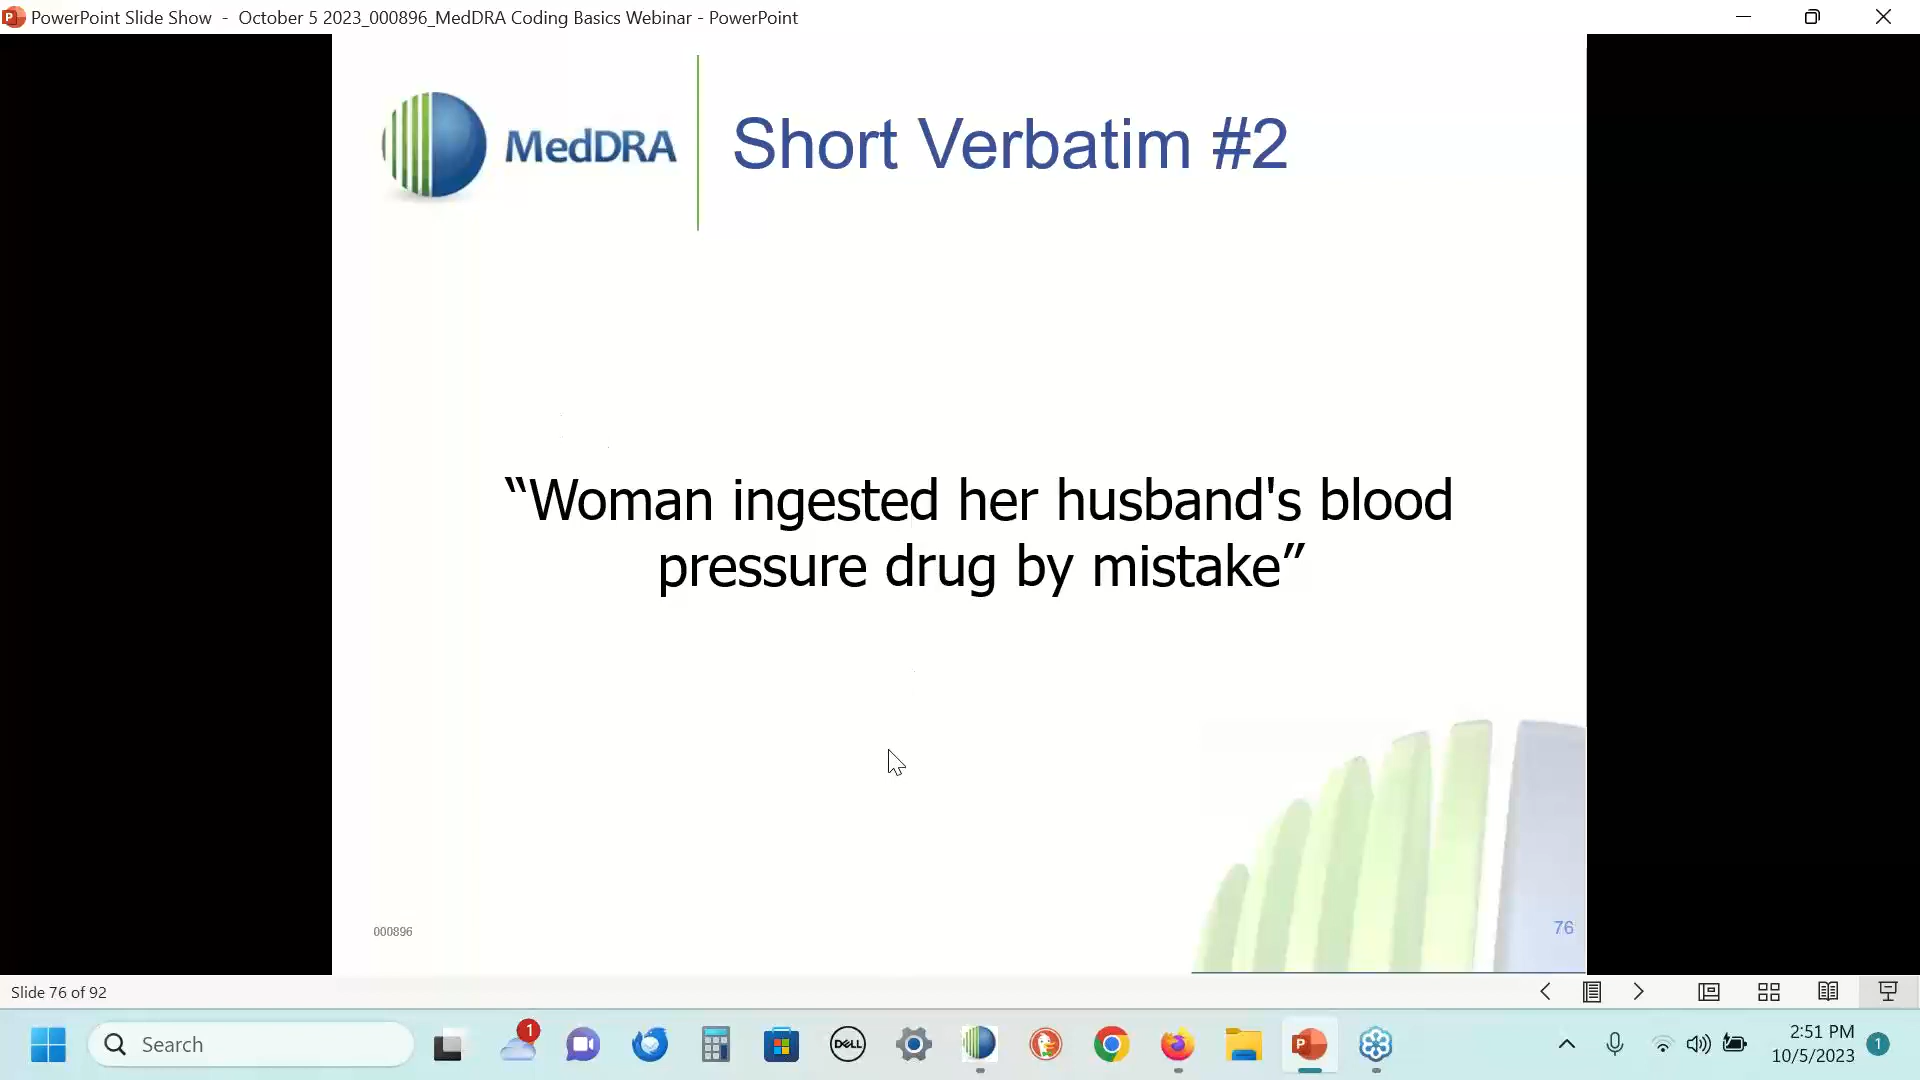 PowerPoint Slide Show - October 5 2023_000896_MedDRA Coding Basics Webinar - PowerPoint
MedDRA
Short Verbatim #2
“Woman ingested her husband's blood
pressure drug by mistake”
000896
76
Slide 76 of 92
Search
1
DELL
2:51 PM
10/5/2023
1